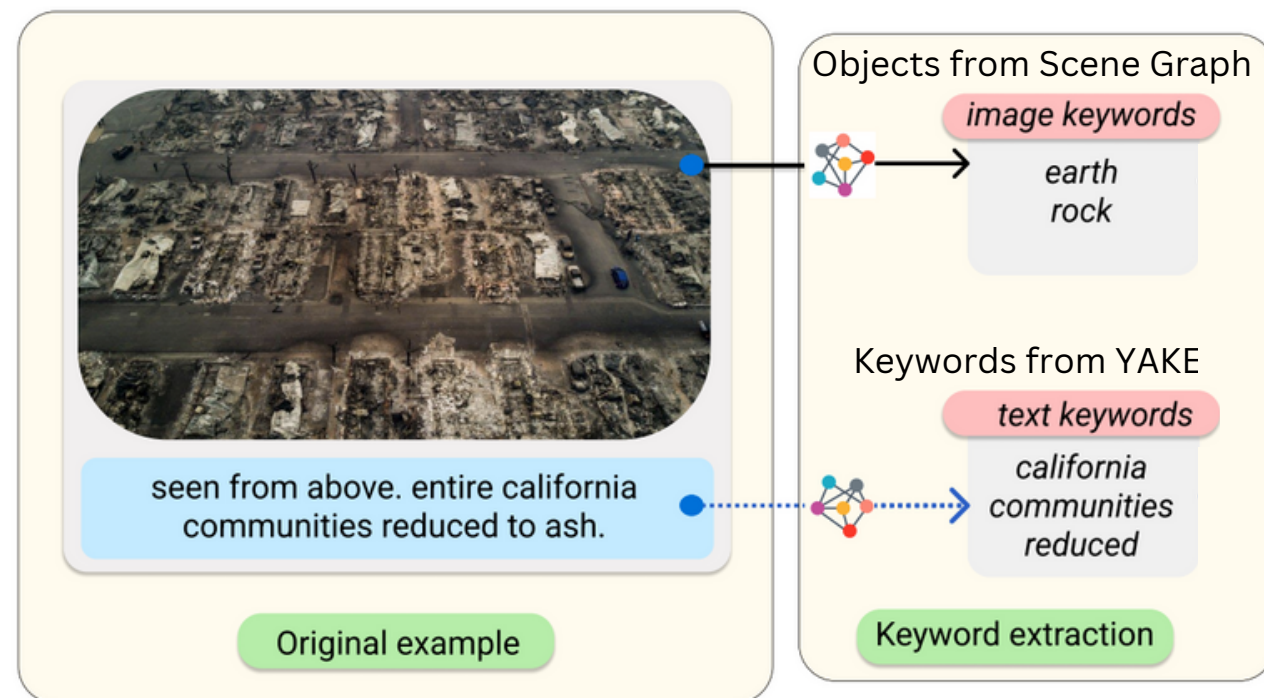 seen from above. entire california
communities reduced to ash.
Original example
Objects from Scene Graph
image keywords
earth
rock
Keywords from YAKE
text keywords
california
communities
reduced
Keyword extraction